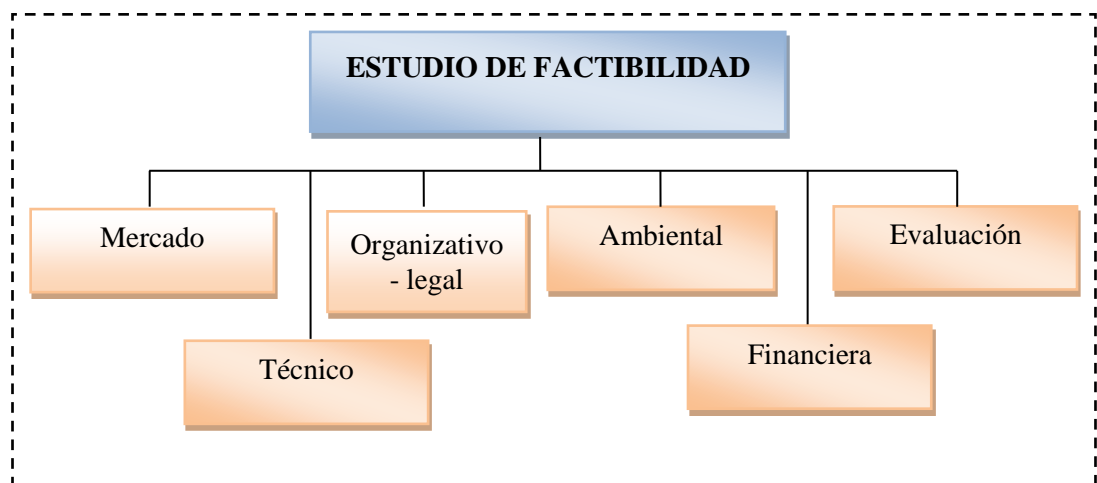 ESTUDIO DE FACTIBILIDAD
Mercado
Organizativo
- legal
Ambiental
Evaluación
Técnico
Financiera